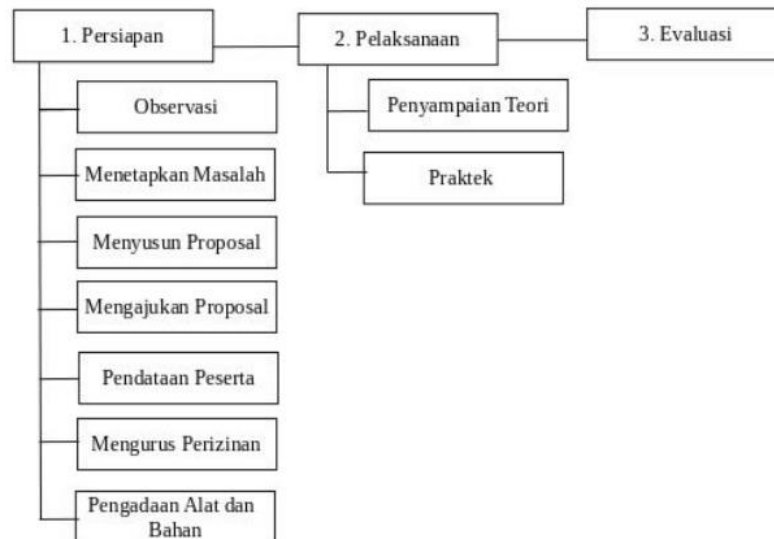 1. Persiapan
2. Pelaksanaan
3. Evaluasi
Observasi
Menetapkan Masalah
Menyusun Proposal
Mengajukan Proposal
Pendataan Peserta
Mengurus Perizinan
Pengadaan Alat dan
Bahan
Penyampaian Teori
Praktek